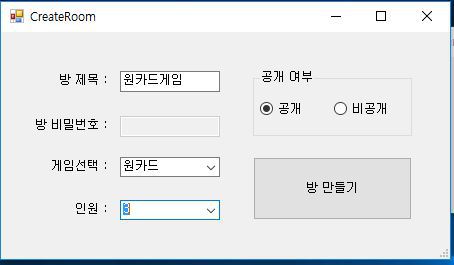 CreateRoom
방 제목 : 원카드게임
방 비밀번호 :
게임선택 : 원카드
인원 :
공개 여부
공개 비공개
방 만들기